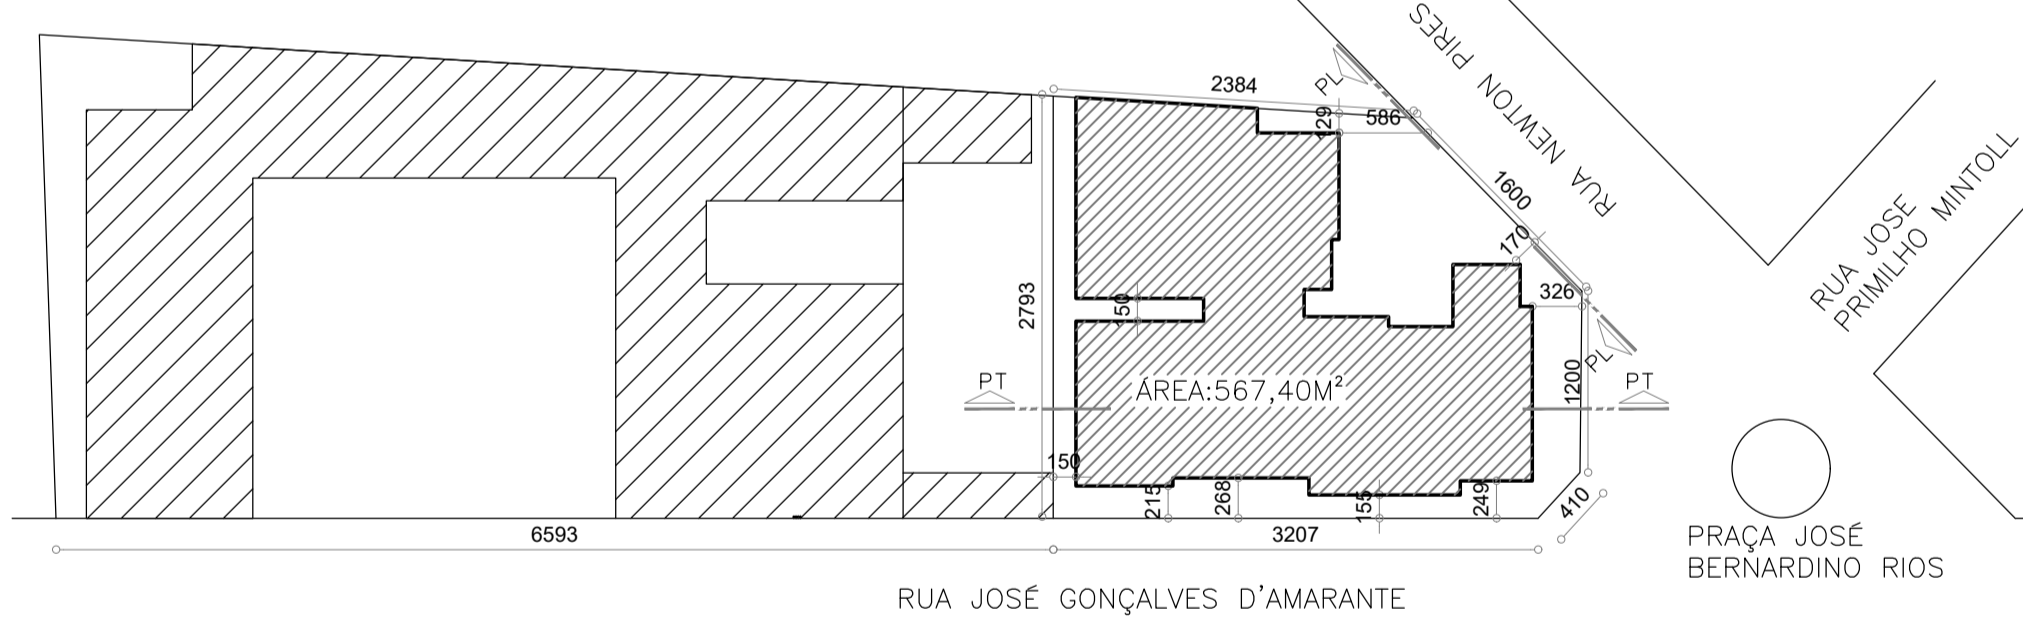 RUA NEWTON PIRES
2384
PL
129
586
1600
170
RUA JOSE
PRIMILHO MINTOLL
326
2793
150
PL
PT
ÁREA:567,40M²
1200
PT
150
215
268
155
249
410
6593
3207
PRAÇA JOSÉ
BERNARDINO RIOS
RUA JOSÉ GONÇALVES D'AMARANTE